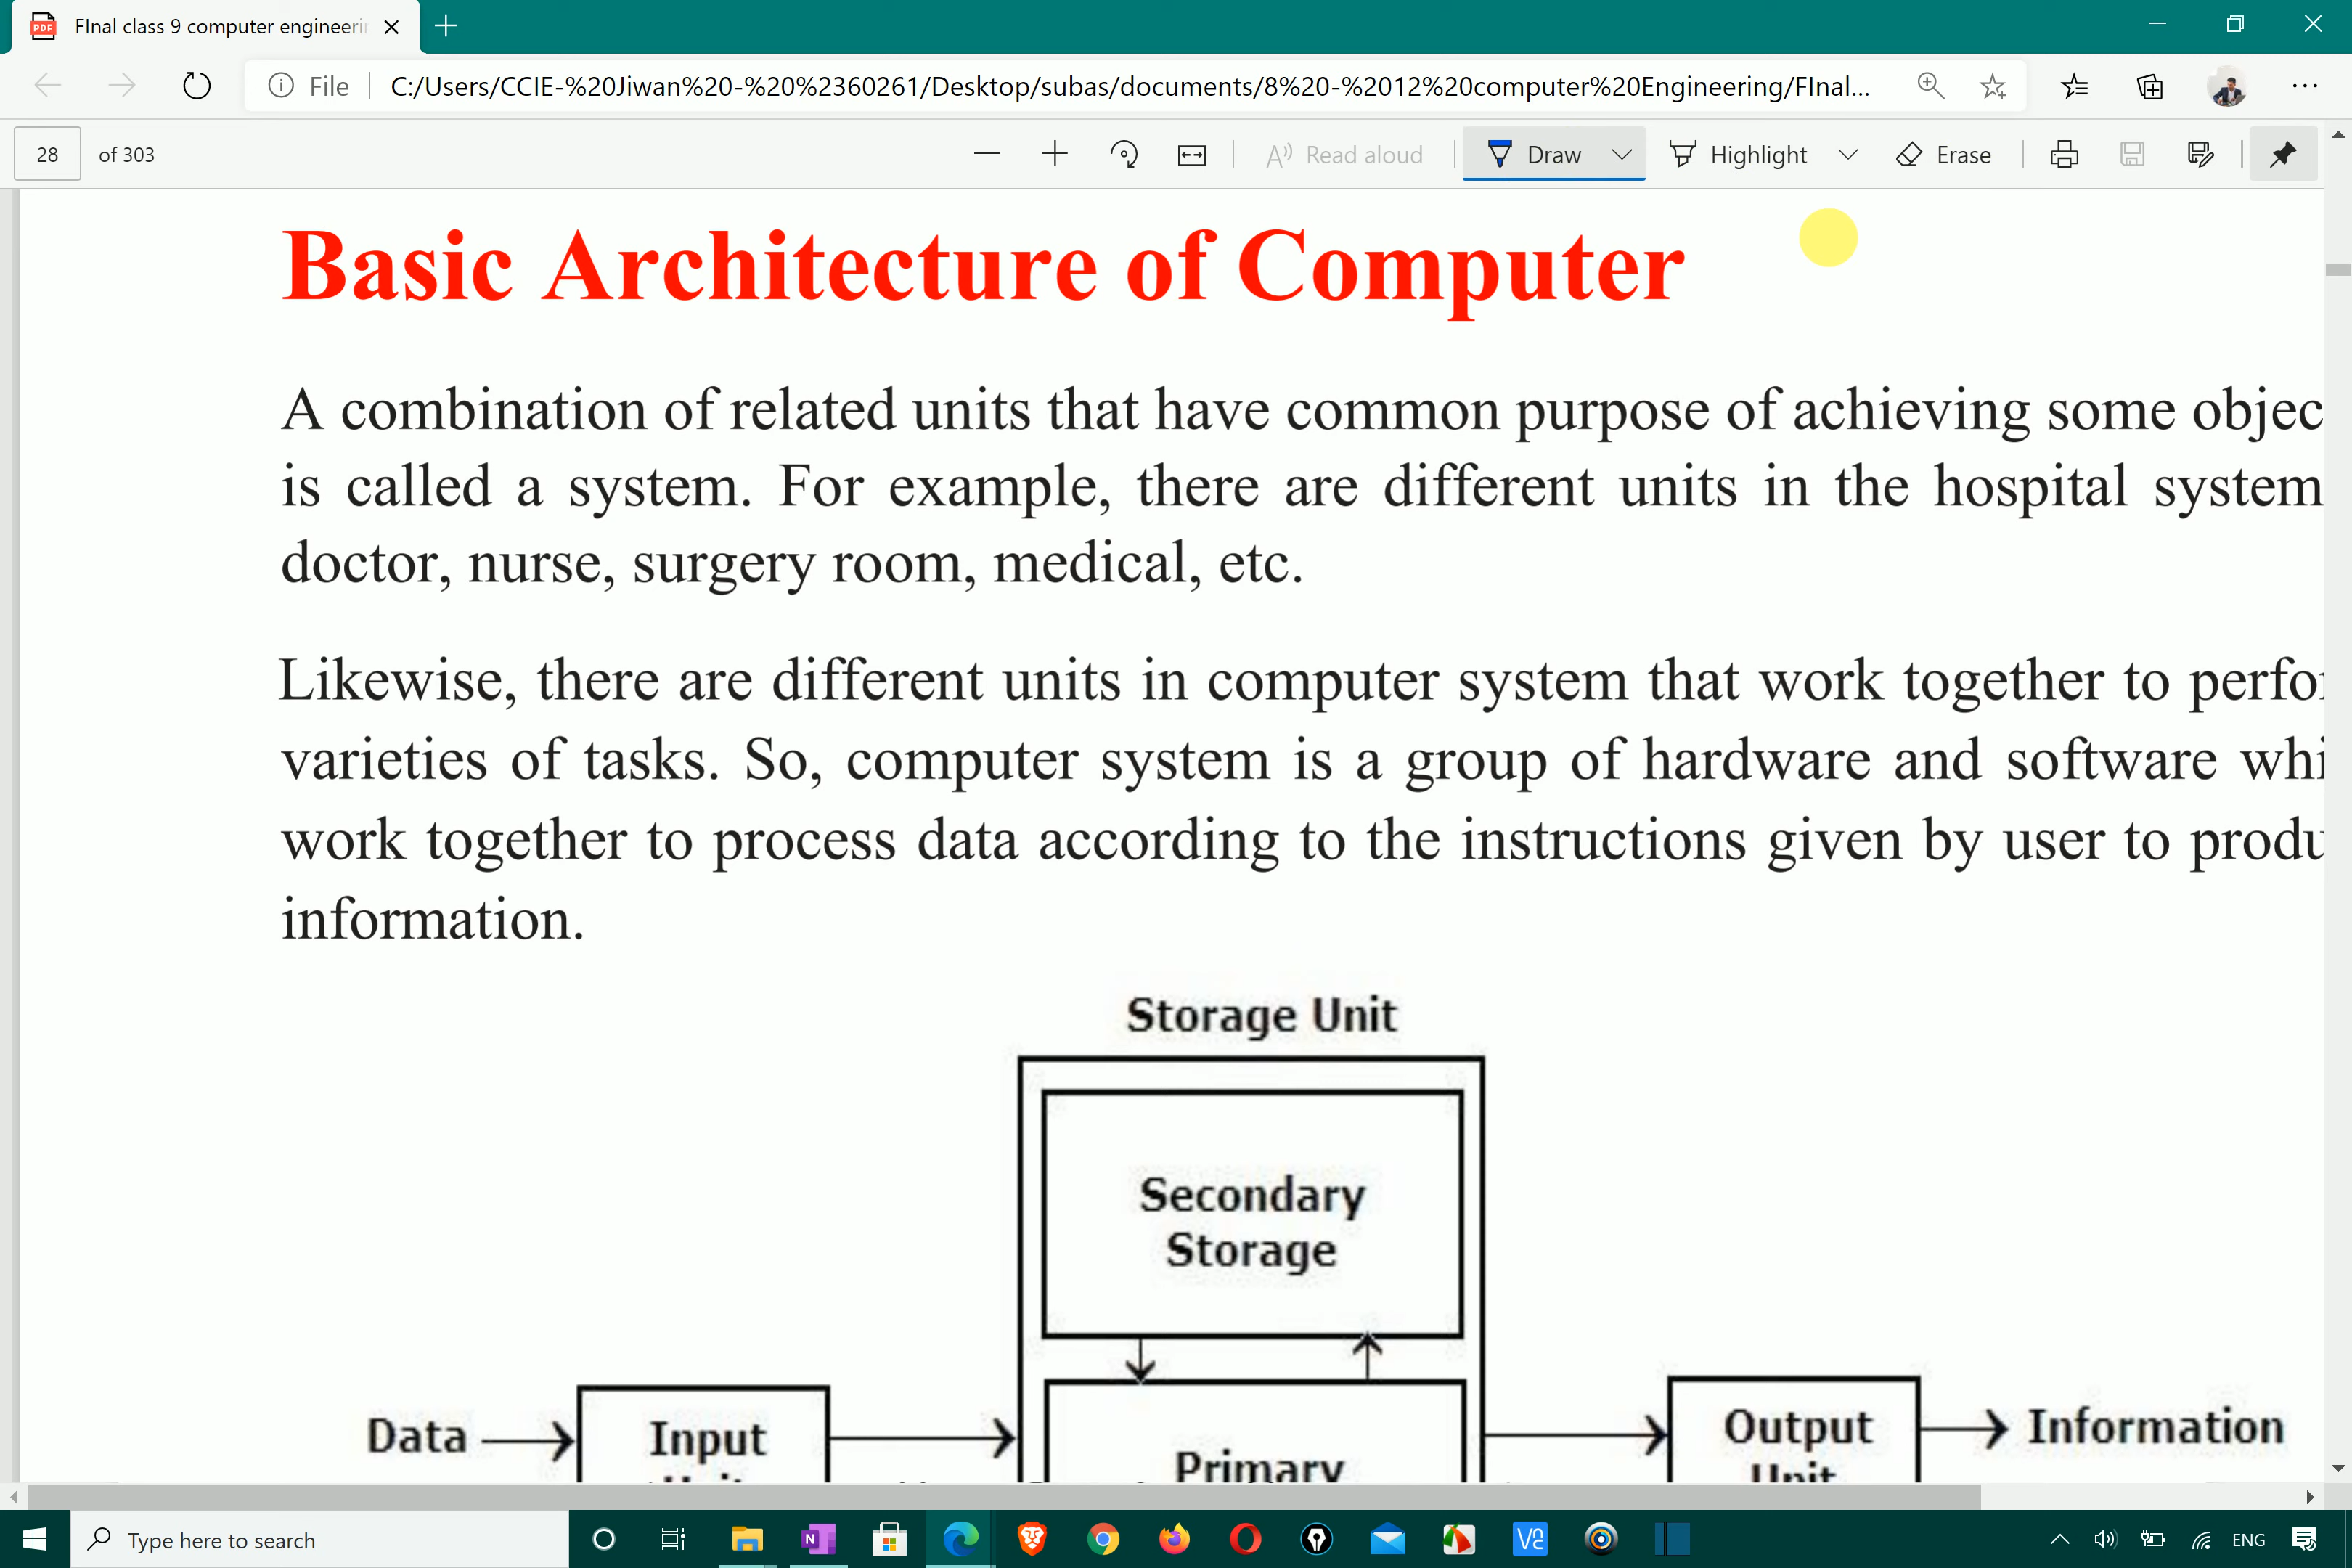 FInal class 9 computer engineerin
File
C:/Users/CCIE-%20Jiwan%20-%20%2360261/Desktop/subas/documents/8%20-%2012%20computer%20Engineering/FInal...
28 of 303
Read aloud
Draw
Highlight
Erase
Basic Architecture of Computer
A combination of related units that have common purpose of achieving some objec
is called a system. For example, there are different units in the hospital system
doctor, nurse, surgery room, medical, etc.
Likewise, there are different units in computer system that work together to perfo
varieties of tasks. So, computer system is a group of hardware and software whi
work together to process data according to the instructions given by user to produ
information.
Storage Unit
Secondary
Storage
Data
Input
Unit
Primary
Output
Unit
Information
Type here to search
ENG